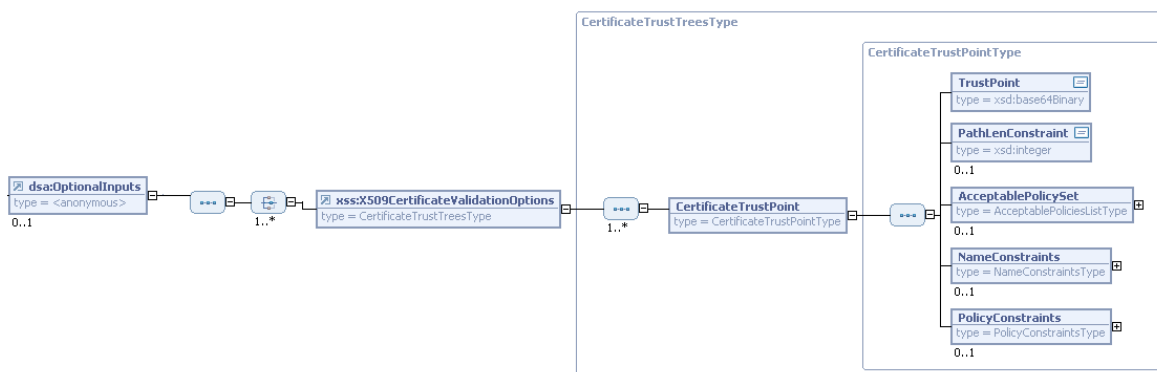 CertificateTrustTreesType
CertificateTrustPointType
TrustPoint
type = xsd:base64Binary
PathLenConstraint
type = xsd:integer
0..1
dsa:OptionalInputs
type = <anonymous>
0..1
1..*
xss:X509CertificateValidationOptions
type = CertificateTrustTreesType
1..*
CertificateTrustPoint
type = CertificateTrustPointType
AcceptablePolicySet
type = AcceptablePoliciesListType
0..1
NameConstraints
type = NameConstraintsType
0..1
PolicyConstraints
type = PolicyConstraintsType
0..1